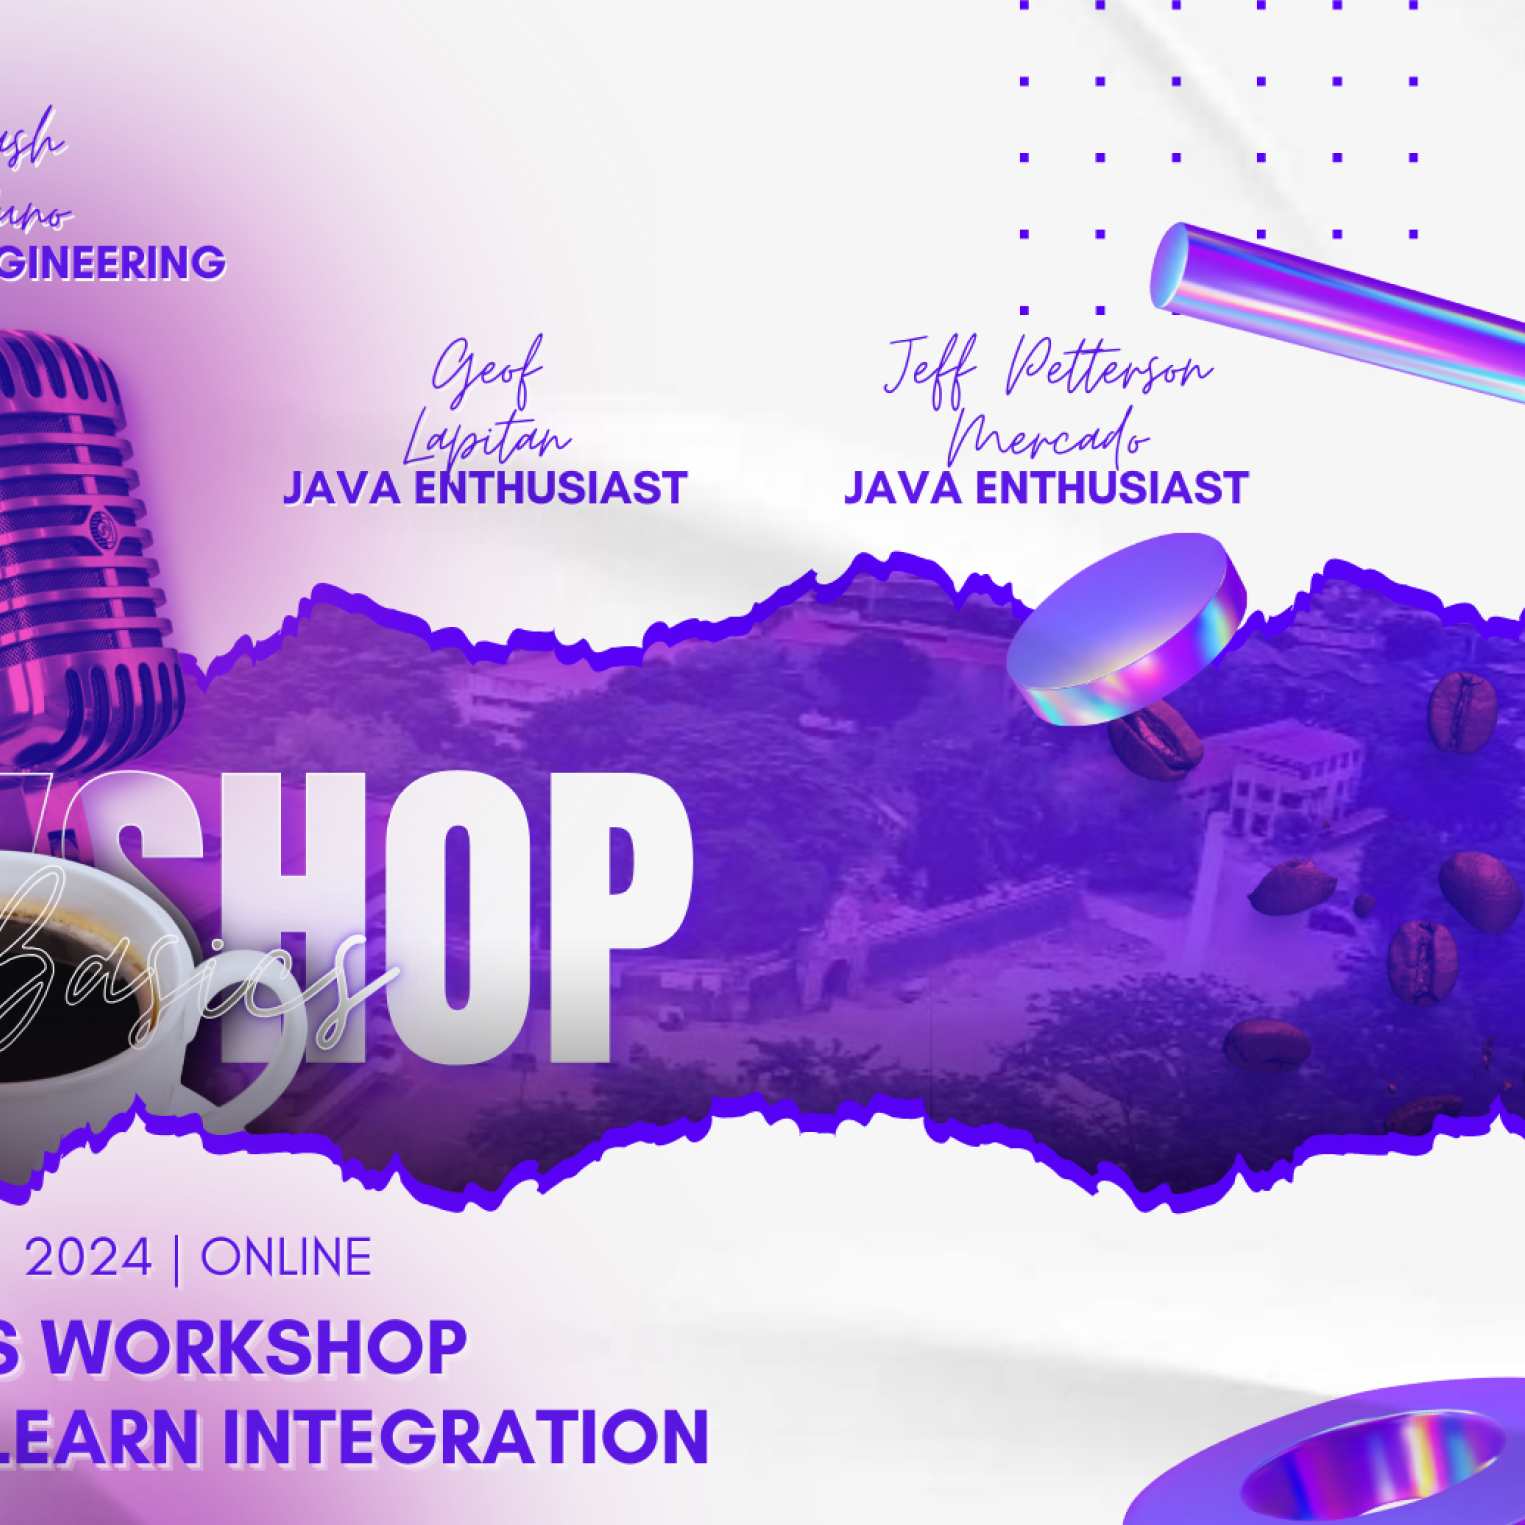 GINEERING
Geof
Lapitan
JAVA ENTHUSIAST
Jeff Petterson
Mercado
JAVA ENTHUSIAST
SHOP
Basics
2024 | ONLINE
S WORKSHOP
LEARN INTEGRATION